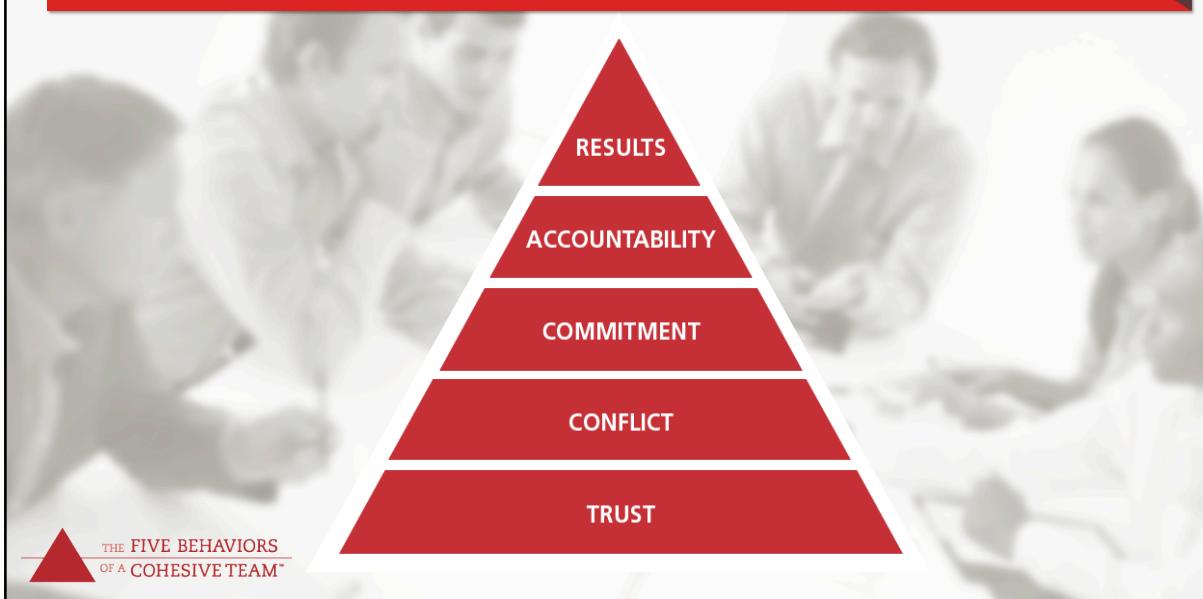 RESULTS
ACCOUNTABILITY
COMMITMENT
CONFLICT
TRUST
THE FIVE BEHAVIORS
OF A COHESIVE TEAM™